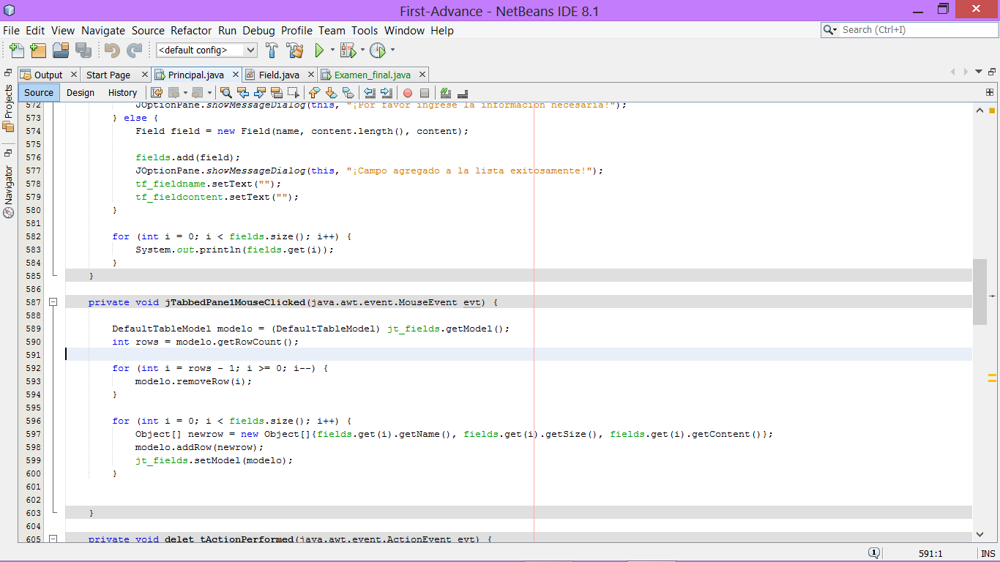 First-Advance - NetBeans IDE 8.1
File Edit View Navigate Source Refactor Run Debug Profile Team Tools Window Help
Search (Ctrl+I)
<default config>
Output Start Page Principal.java Field.java Examen_final.java
Source Design History
Projects
Navigator
572 JOptionPane.showMessageDialog(this, "¡Por favor ingrese la informacion necesaria!");
573 } else {
574 Field field = new Field(name, content.length(), content);
575
576 fields.add(field);
577 JOptionPane.showMessageDialog(this, "¡Campo agregado a la lista exitosamente!");
578 tf_fieldname.setText("");
579 tf_fieldcontent.setText("");
580 }
581
582 for (int i = 0; i < fields.size(); i++) {
583 System.out.println(fields.get(i));
584 }
585 }
586
587 private void jTabbedPane1MouseClicked(java.awt.event.MouseEvent evt) {
588
589 DefaultTableModel modelo = (DefaultTableModel) jt_fields.getModel();
590 int rows = modelo.getRowCount();
591
592 for (int i = rows - 1; i >= 0; i--) {
593 modelo.removeRow(i);
594 }
595
596 for (int i = 0; i < fields.size(); i++) {
597 Object[] newrow = new Object[]{fields.get(i).getName(), fields.get(i).getSize(), fields.get(i).getContent()};
598 modelo.addRow(newrow);
599 jt_fields.setModel(modelo);
600 }
601
602
603 }
604
605 private void delet_tActionPerformed(java.awt.event.ActionEvent evt) {
1 591:1 INS